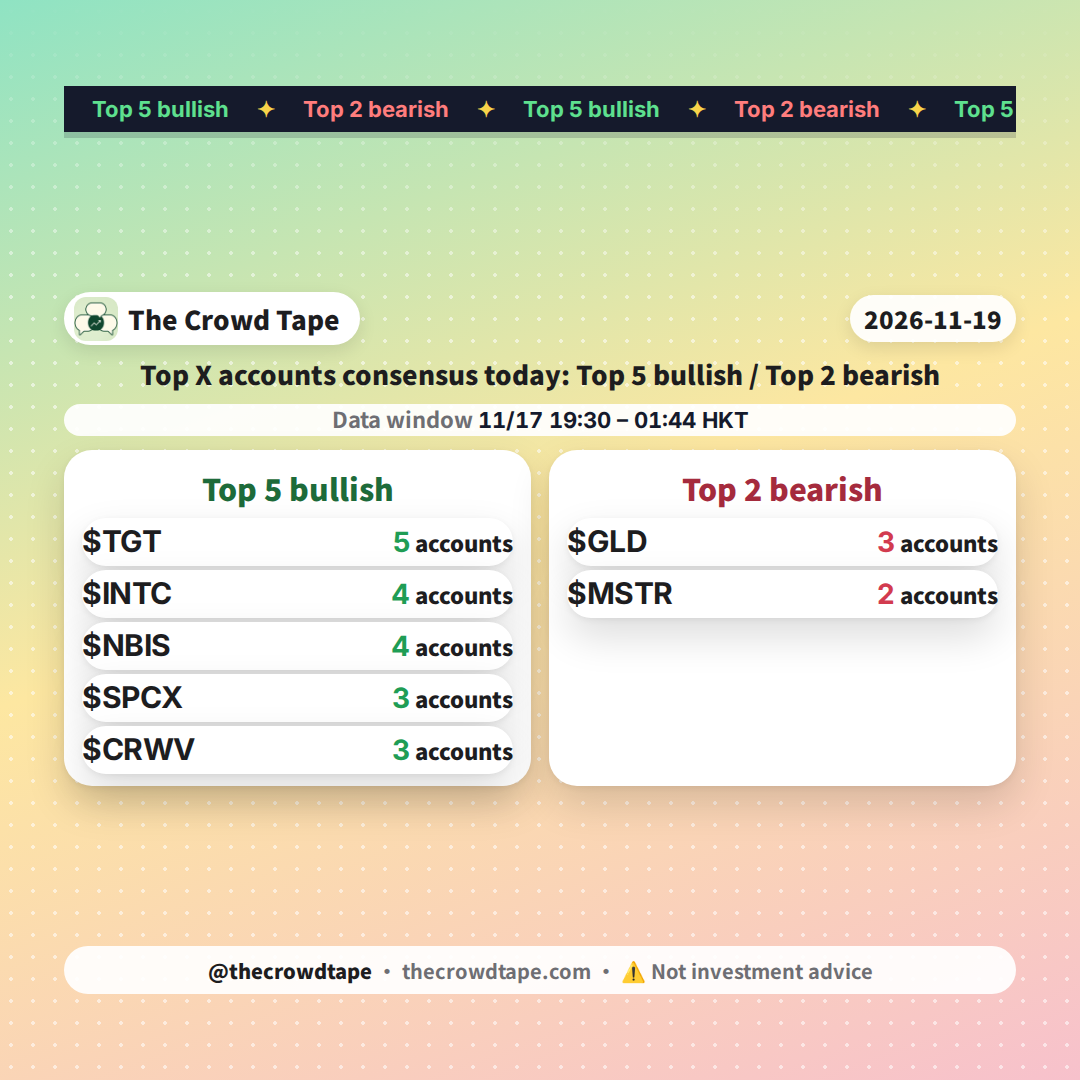 Top 5 bullish ✦ Top 2 bearish ✦ Top 5 bullish ✦ Top 2 bearish ✦ Top 5
The Crowd Tape
2026-11-19
Top X accounts consensus today: Top 5 bullish / Top 2 bearish
Data window 11/17 19:30 – 01:44 HKT
Top 5 bullish
$TGT 5 accounts
$INTC 4 accounts
$NBIS 4 accounts
$SPCX 3 accounts
$CRWV 3 accounts
Top 2 bearish
$GLD 3 accounts
$MSTR 2 accounts
@thecrowdtape • thecrowdtape.com • ⚠️ Not investment advice